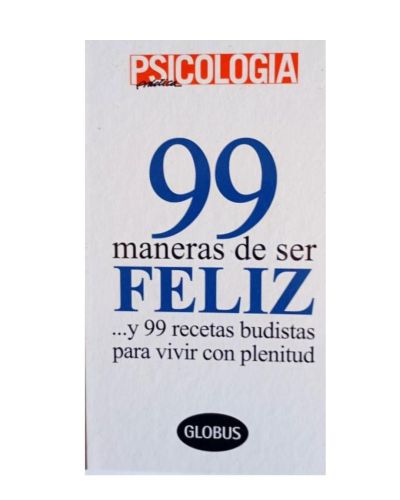 PSICOLOGIA
práctica
99
maneras de ser
FELIZ
...y 99 recetas budistas
para vivir con plenitud
GLOBUS